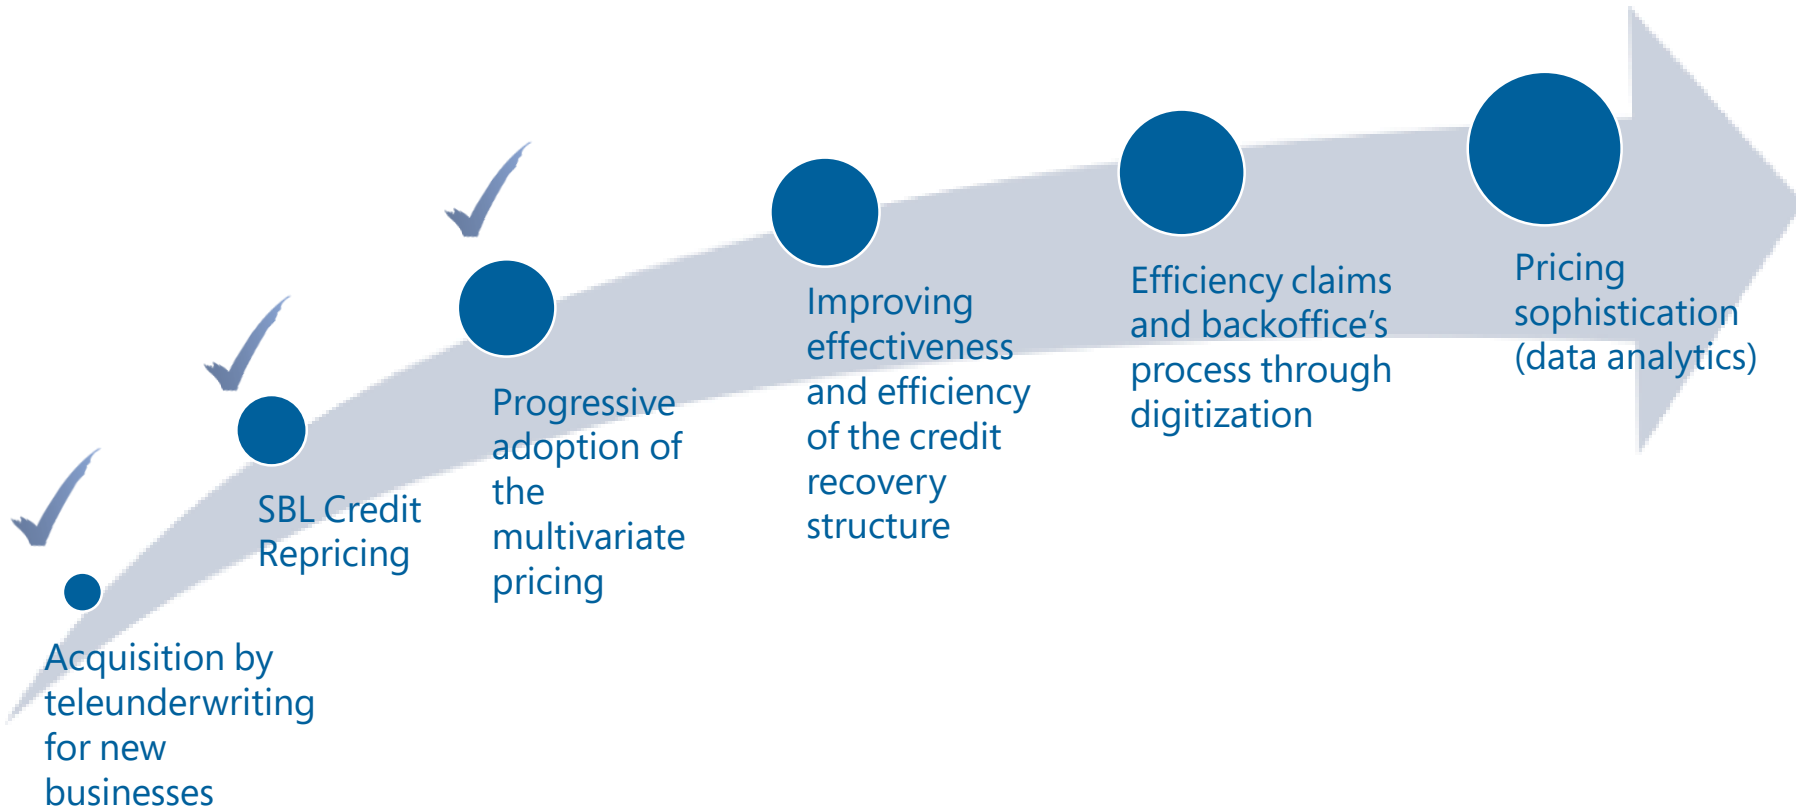 Acquisition by
teleunderwriting
for new
businesses
SBL Credit
Repricing
Progressive
adoption of
the
multivariate
pricing
Improving
effectiveness
and efficiency
of the credit
recovery
structure
Efficiency claims
and backoffice’s
process through
digitization
Pricing
sophistication
(data analytics)